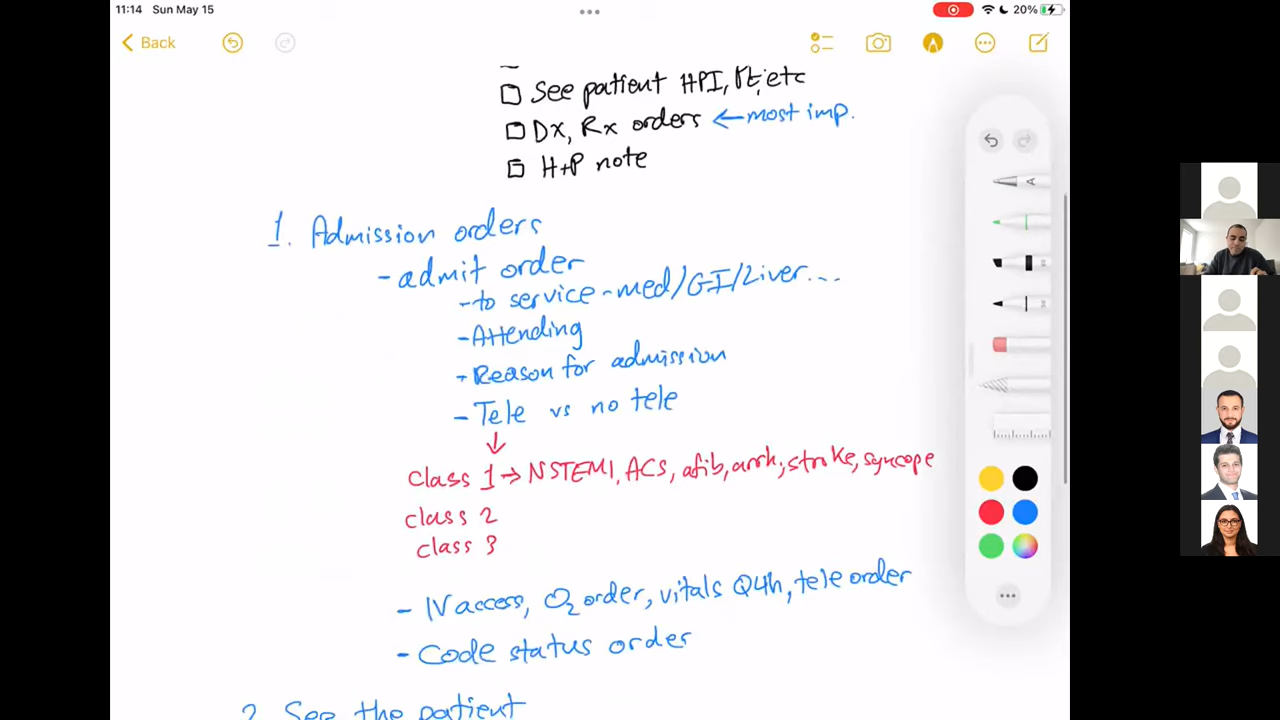 11:14 Sun May 15
20%
Back
See patient HPI, Pt, etc
Dx, Rx orders ← most imp.
H+P note
1. Admission orders
- admit order
- to service - med/GI/Liver...
- Attending
- Reason for admission
- Tele vs no tele
↓
class 1 → NSTEMI, ACS, afib, arrh, stroke, syncope
class 2
class 3
- IV access, O2 order, vitals Q4h, tele order
- Code status order
2. See the patient